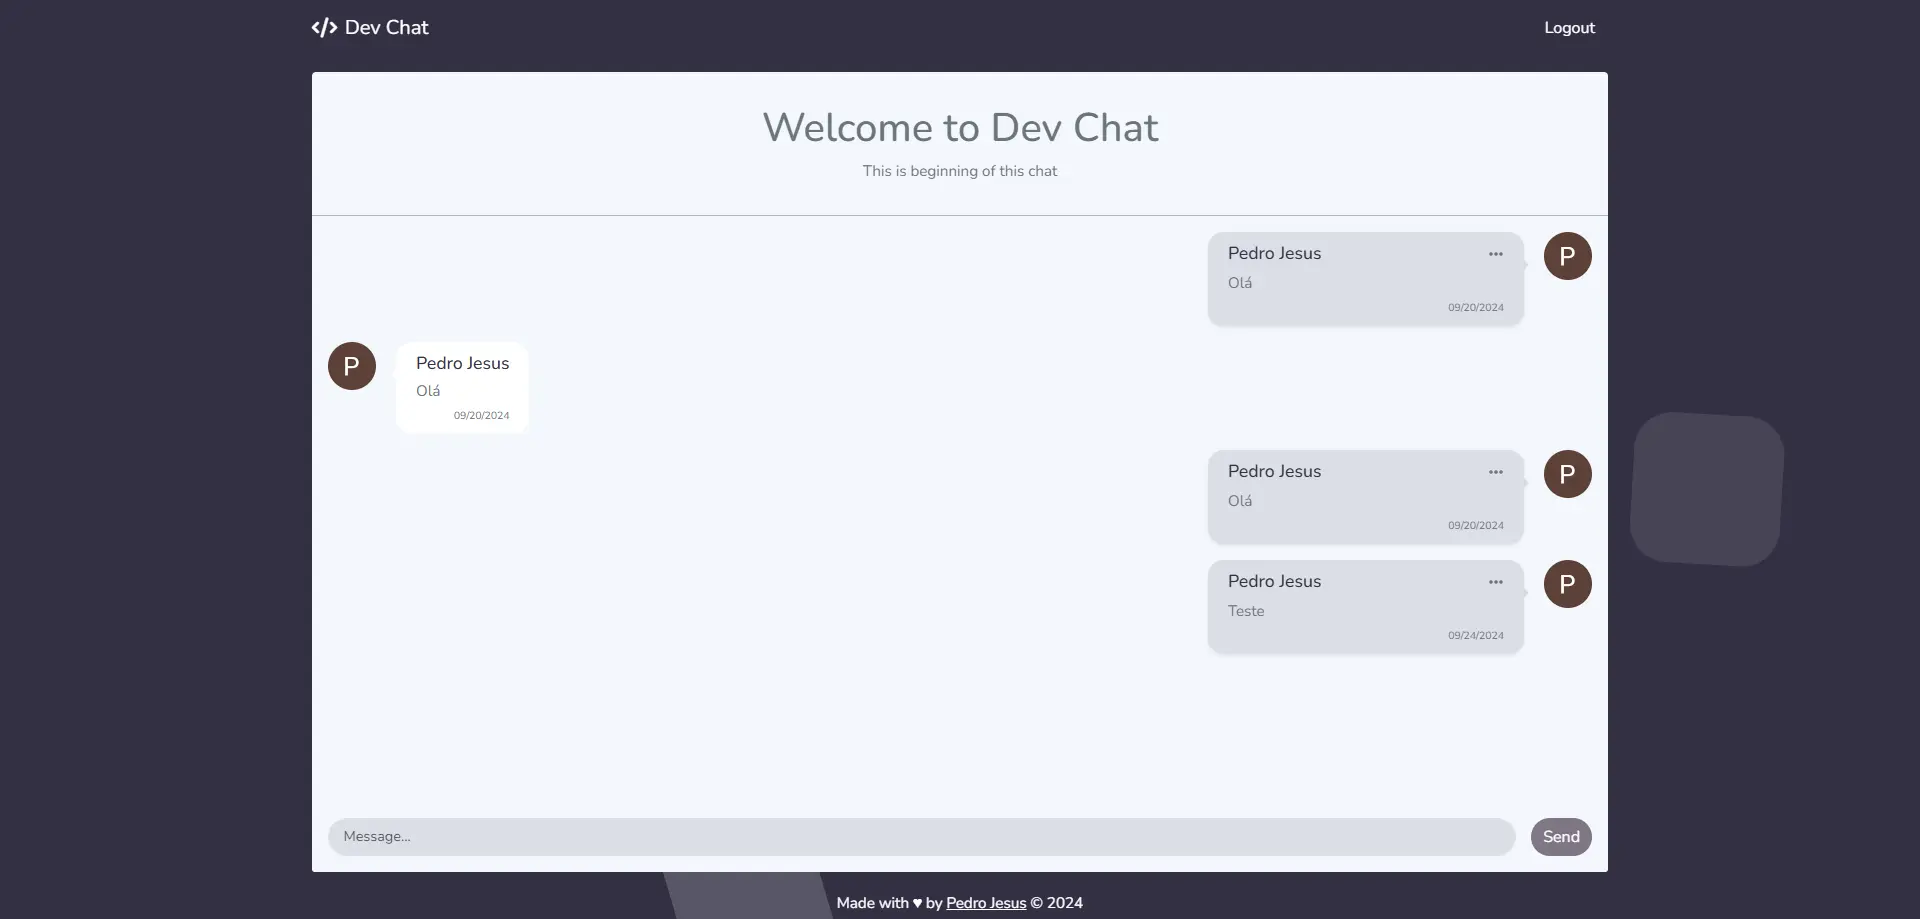 Dev Chat
Logout
Welcome to Dev Chat
This is beginning of this chat
Pedro Jesus
Olá
09/20/2024
P
P
Pedro Jesus
Olá
09/20/2024
Pedro Jesus
Olá
09/20/2024
P
Pedro Jesus
Teste
09/24/2024
P
Message...
Send
Made with ♥ by Pedro Jesus © 2024